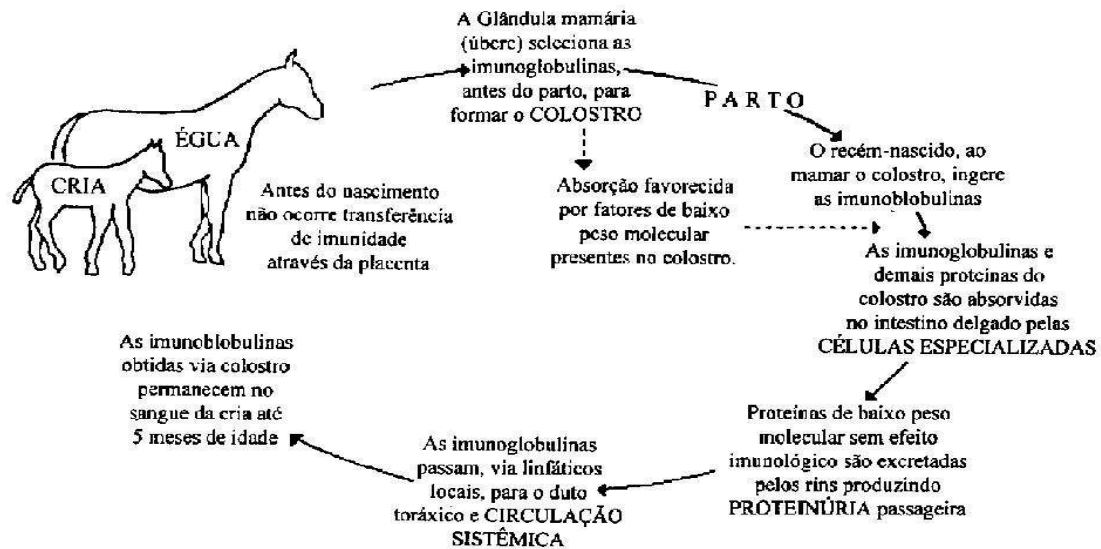 A Glândula mamária
(úbere) seleciona as
imunoglobulinas,
antes do parto, para
formar o COLOSTRO
PARTO
ÉGUA
CRIA
Antes do nascimento
não ocorre transferência
de imunidade
através da placenta
Absorção favorecida
por fatores de baixo
peso molecular
presentes no colostro.
O recém-nascido, ao
mamar o colostro, ingere
as imunoblobulinas
As imunoglobulinas e
demais proteínas do
colostro são absorvidas
no intestino delgado pelas
CÉLULAS ESPECIALIZADAS
Proteínas de baixo peso
molecular sem efeito
imunológico são excretadas
pelos rins produzindo
PROTEINÚRIA passageira
As imunoglobulinas
passam, via linfáticos
locais, para o duto
toráxico e CIRCULAÇÃO
SISTÊMICA
As imunoblobulinas
obtidas via colostro
permanecem no
sangue da cria até
5 meses de idade